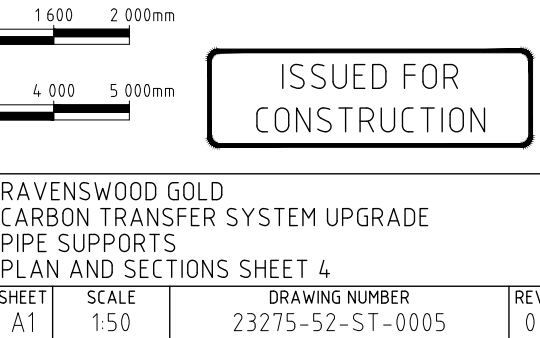 1 600 2 000mm
4 000 5 000mm
ISSUED FOR
CONSTRUCTION
RAVENSWOOD GOLD
CARBON TRANSFER SYSTEM UPGRADE
PIPE SUPPORTS
PLAN AND SECTIONS SHEET 4
SHEET SCALE DRAWING NUMBER REV
A1 1:50 23275-52-ST-0005 0